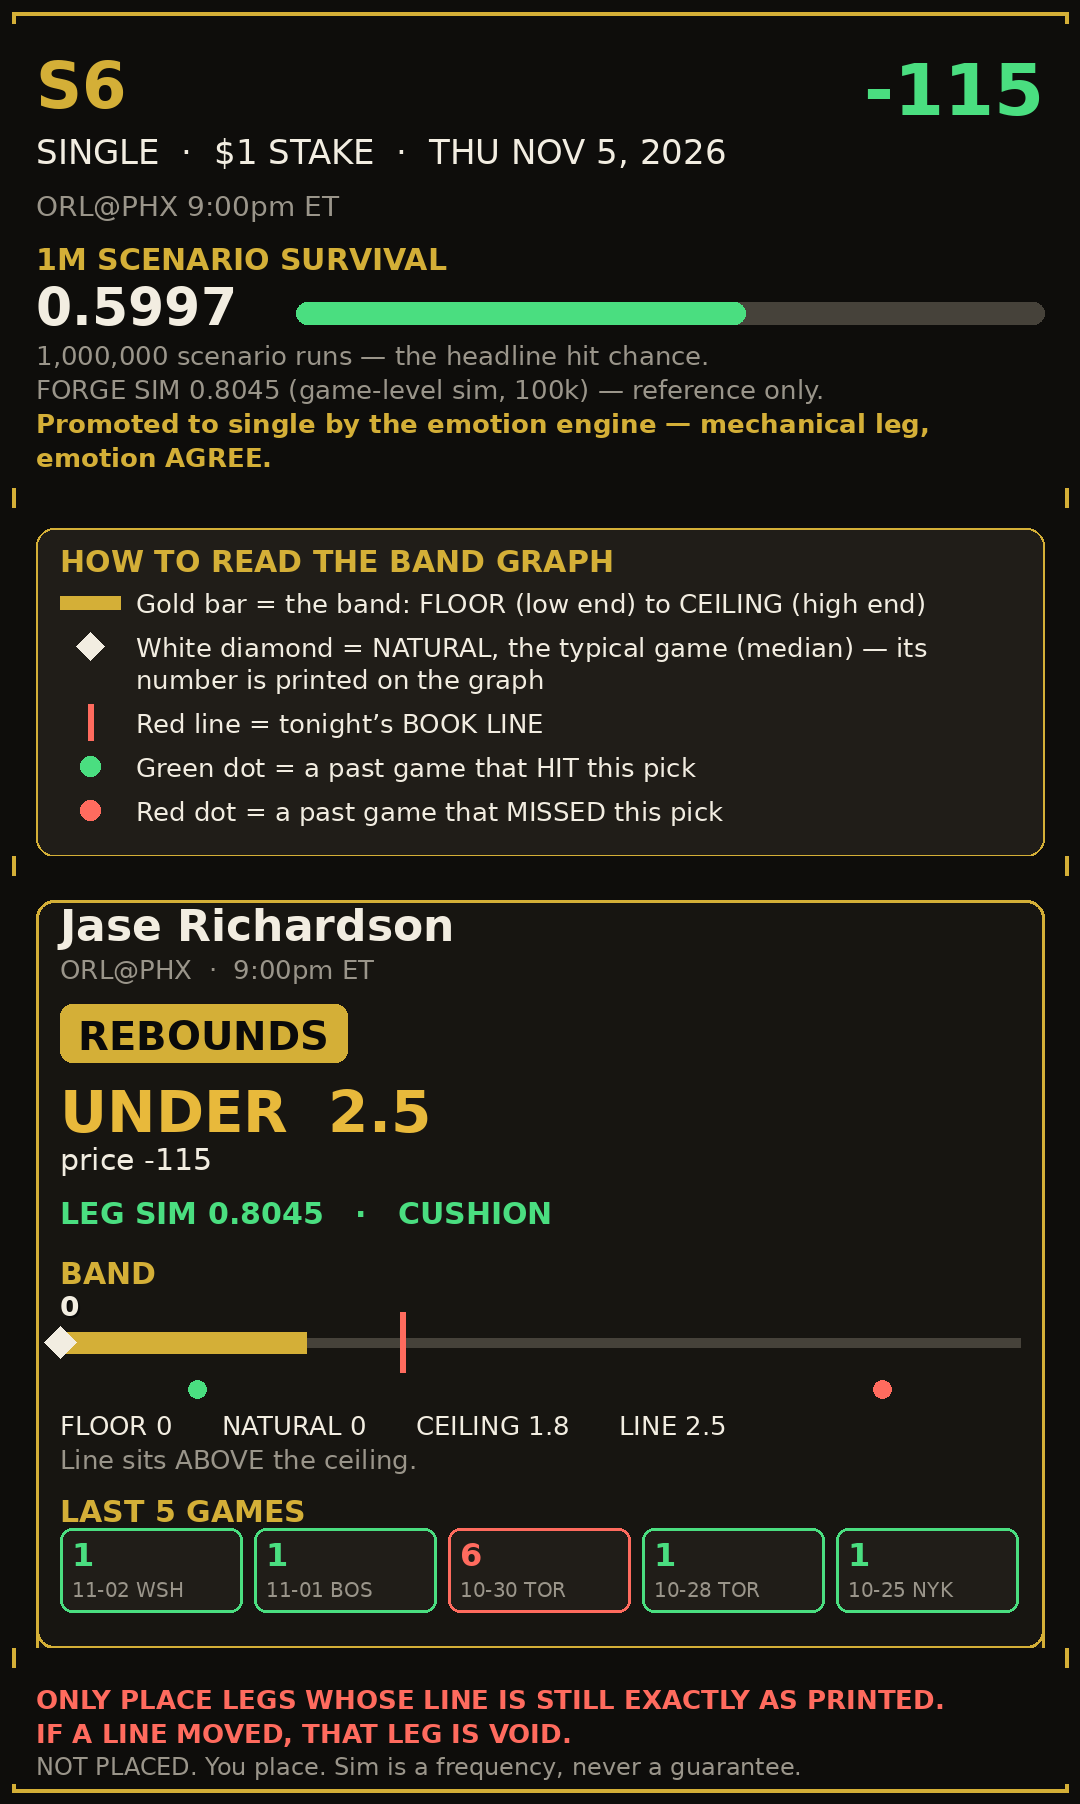 S6
-115
SINGLE · $1 STAKE · THU NOV 5, 2026
ORL@PHX 9:00pm ET
1M SCENARIO SURVIVAL
0.5997
1,000,000 scenario runs — the headline hit chance.
FORGE SIM 0.8045 (game-level sim, 100k) — reference only.
Promoted to single by the emotion engine — mechanical leg,
emotion AGREE.
HOW TO READ THE BAND GRAPH
Gold bar = the band: FLOOR (low end) to CEILING (high end)
White diamond = NATURAL, the typical game (median) — its
number is printed on the graph
Red line = tonight’s BOOK LINE
Green dot = a past game that HIT this pick
Red dot = a past game that MISSED this pick
Jase Richardson
ORL@PHX · 9:00pm ET
REBOUNDS
UNDER 2.5
price -115
LEG SIM 0.8045 · CUSHION
BAND
0
FLOOR 0 NATURAL 0 CEILING 1.8 LINE 2.5
Line sits ABOVE the ceiling.
LAST 5 GAMES
1
11-02 WSH
1
11-01 BOS
6
10-30 TOR
1
10-28 TOR
1
10-25 NYK
ONLY PLACE LEGS WHOSE LINE IS STILL EXACTLY AS PRINTED.
IF A LINE MOVED, THAT LEG IS VOID.
NOT PLACED. You place. Sim is a frequency, never a guarantee.